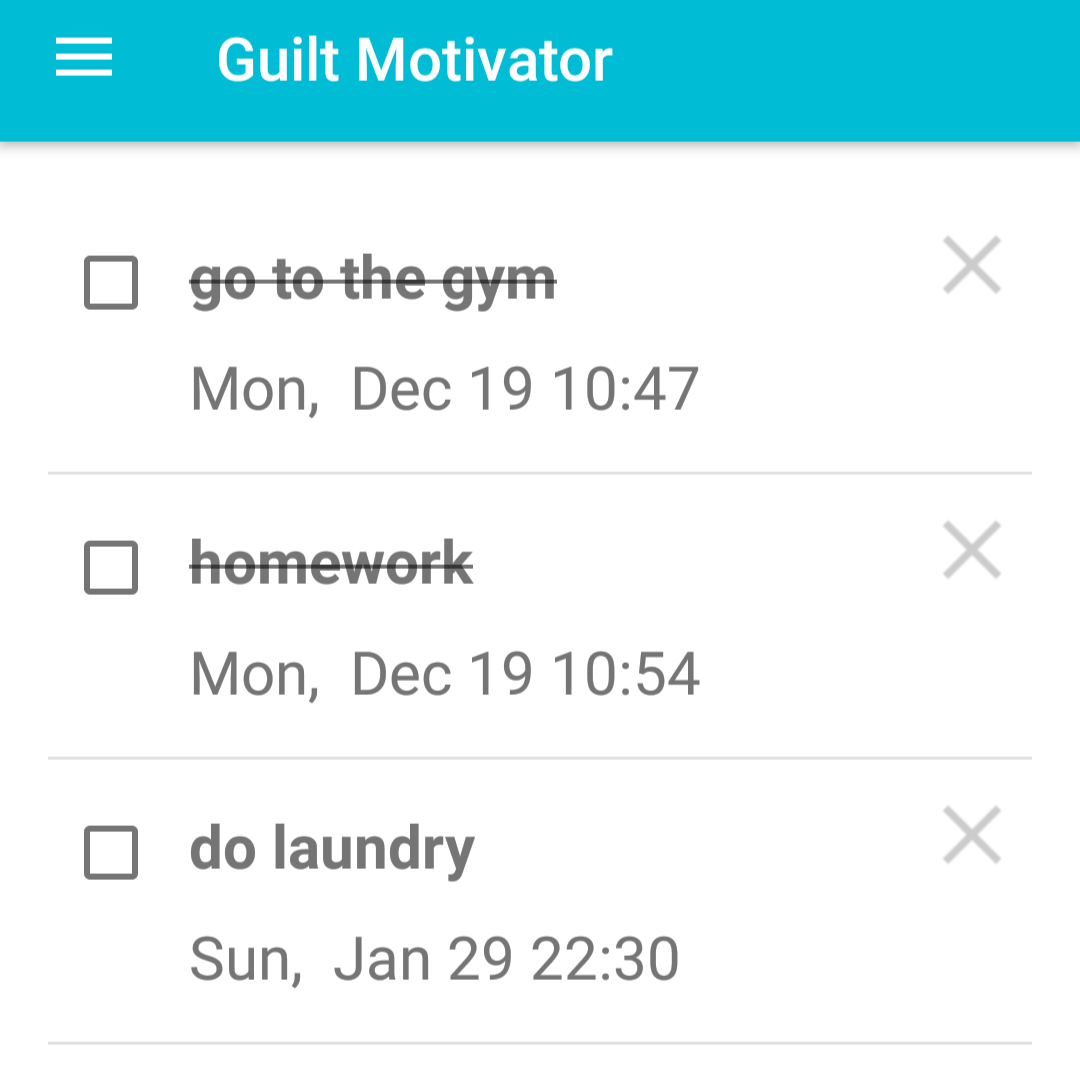 Guilt Motivator
go to the gym
Mon, Dec 19 10:47
homework
Mon, Dec 19 10:54
do laundry
Sun, Jan 29 22:30